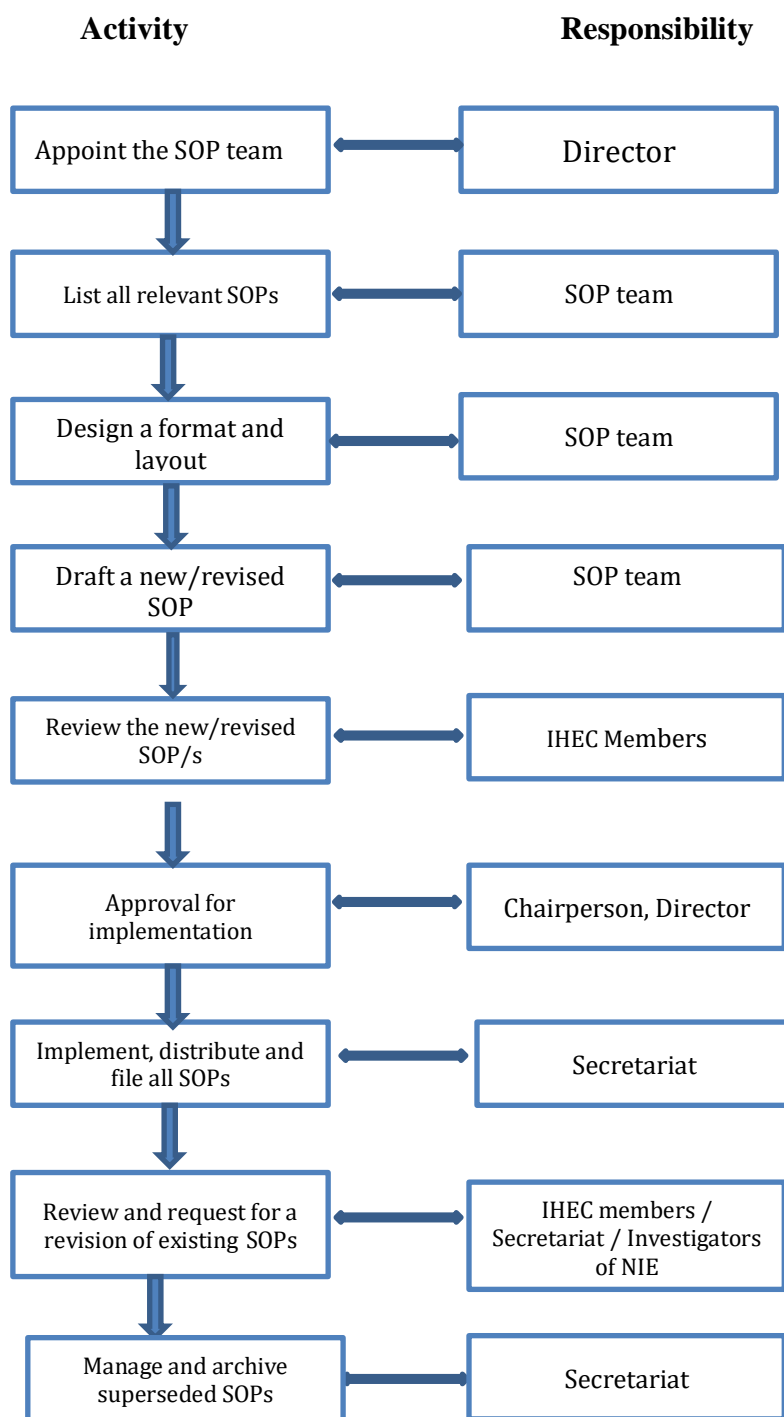 Activity Responsibility
Appoint the SOP team
Director
List all relevant SOPs
SOP team
Design a format and
layout
SOP team
Draft a new/revised
SOP
SOP team
Review the new/revised
SOP/s
IHEC Members
Approval for
implementation
Chairperson, Director
Implement, distribute and
file all SOPs
Secretariat
Review and request for a
revision of existing SOPs
IHEC members /
Secretariat / Investigators
of NIE
Manage and archive
superseded SOPs
Secretariat